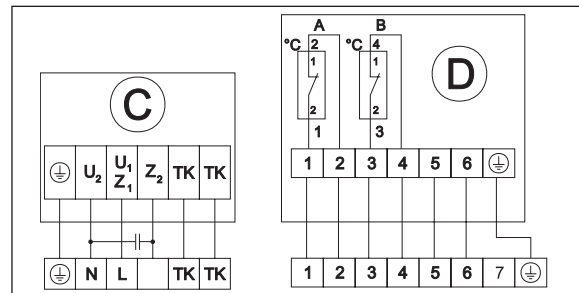 A B
°C 2 °C 4
1 1
2 2
1 3
C D
U₂ U₁ Z₁ Z₂ TK TK
1 2 3 4 5 6
N L TK TK
1 2 3 4 5 6 7